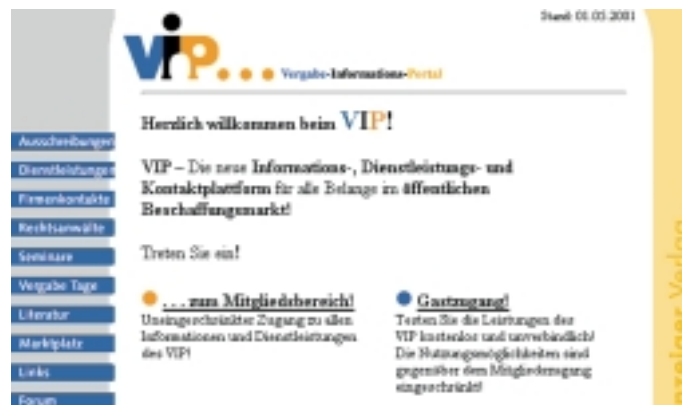 Stand: 01.05.2001
VIP...
Vergabe-Informations-Portal
Herzlich willkommen beim VIP!
VIP – Die neue Informations-, Dienstleistungs- und
Kontaktplattform für alle Belange im öffentlichen
Beschaffungsmarkt!
Treten Sie ein!
... zum Mitgliedsbereich!
Uneingeschränkter Zugang zu allen
Informationen und Dienstleistungen
des VIP!
Gastzugang!
Testen Sie die Leistungen des
VIP kostenlos und unverbindlich!
Die Nutzungsmöglichkeiten sind
gegenüber dem Mitgliedszugang
eingeschränkt!
Ausschreibungen
Dienstleistungen
Firmenkontakte
Rechtsanwälte
Seminare
Vergabe Tage
Literatur
Marktplatz
Links
Forum
anzeiger Verlag